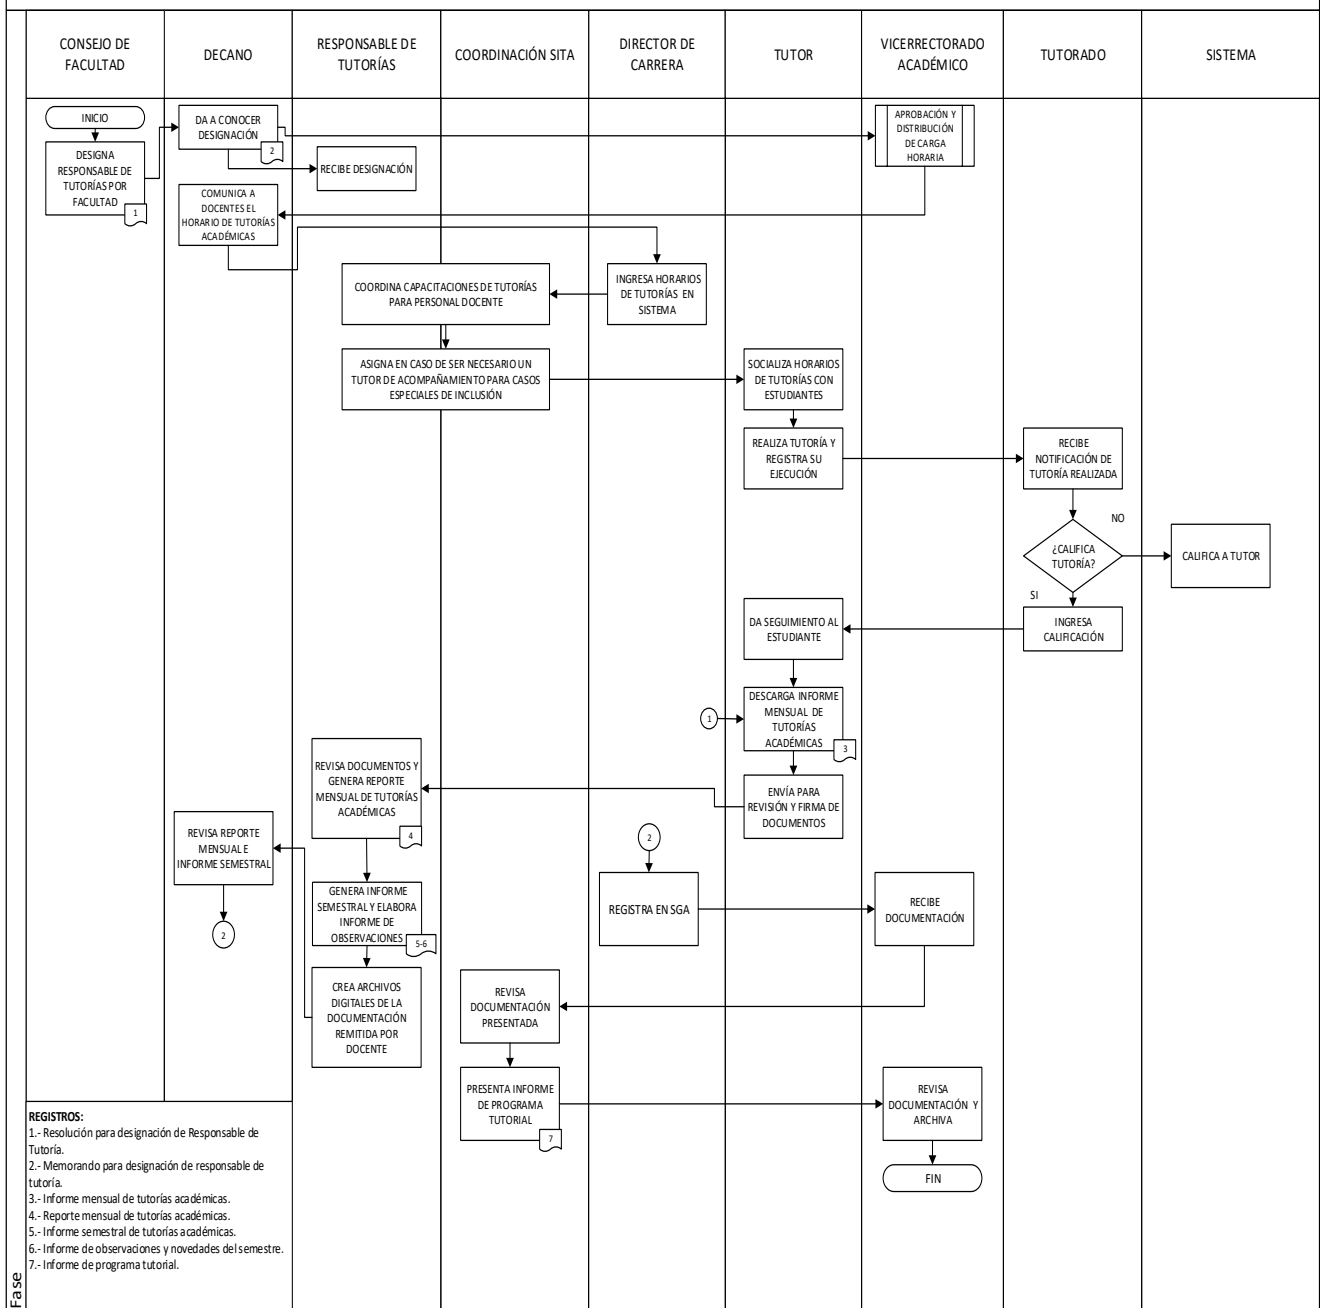 CONSEJO DE
FACULTAD
DECANO
RESPONSABLE DE
TUTORÍAS
COORDINACIÓN SITA
DIRECTOR DE
CARRERA
TUTOR
VICERRECTORADO
ACADÉMICO
TUTORADO
SISTEMA
INICIO
DESIGNA
RESPONSABLE DE
TUTORÍAS POR
FACULTAD
1
DA A CONOCER
DESIGNACIÓN
2
RECIBE DESIGNACIÓN
APROBACIÓN Y
DISTRIBUCIÓN
DE CARGA
HORARIA
COMUNICA A
DOCENTES EL
HORARIO DE TUTORÍAS
ACADÉMICAS
INGRESA HORARIOS
DE TUTORÍAS EN
SISTEMA
COORDINA CAPACITACIONES DE TUTORÍAS
PARA PERSONAL DOCENTE
ASIGNA EN CASO DE SER NECESARIO UN
TUTOR DE ACOMPAÑAMIENTO PARA CASOS
ESPECIALES DE INCLUSIÓN
SOCIALIZA HORARIOS
DE TUTORÍAS CON
ESTUDIANTES
REALIZA TUTORÍA Y
REGISTRA SU
EJECUCIÓN
RECIBE
NOTIFICACIÓN DE
TUTORÍA REALIZADA
¿CALIFICA
TUTORÍA?
NO
CALIFICA A TUTOR
SI
INGRESA
CALIFICACIÓN
DA SEGUIMIENTO AL
ESTUDIANTE
1
DESCARGA INFORME
MENSUAL DE
TUTORÍAS
ACADÉMICAS
3
ENVÍA PARA
REVISIÓN Y FIRMA DE
DOCUMENTOS
REVISA DOCUMENTOS Y
GENERA REPORTE
MENSUAL DE TUTORÍAS
ACADÉMICAS
4
GENERA INFORME
SEMESTRAL Y ELABORA
INFORME DE
OBSERVACIONES
5-6
CREA ARCHIVOS
DIGITALES DE LA
DOCUMENTACIÓN
REMITIDA POR
DOCENTE
REVISA REPORTE
MENSUAL E
INFORME SEMESTRAL
2
2
REGISTRA EN SGA
RECIBE
DOCUMENTACIÓN
REVISA
DOCUMENTACIÓN
PRESENTADA
PRESENTA INFORME
DE PROGRAMA
TUTORIAL
7
REVISA
DOCUMENTACIÓN Y
ARCHIVA
FIN
REGISTROS:
1.- Resolución para designación de Responsable de
Tutoría.
2.- Memorando para designación de responsable de
tutoría.
3.- Informe mensual de tutorías académicas.
4.- Reporte mensual de tutorías académicas.
5.- Informe semestral de tutorías académicas.
6.- Informe de observaciones y novedades del semestre.
7.- Informe de programa tutorial.
Fase